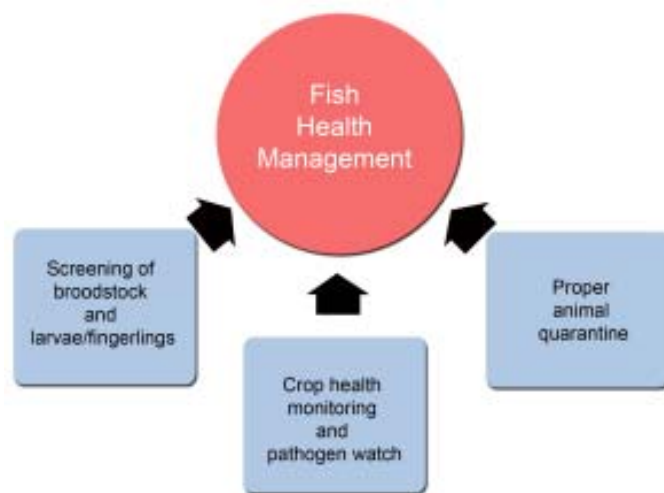 Fish
Health
Management
Screening of
broodstock
and
larvae/fingerlings
Crop health
monitoring
and
pathogen watch
Proper
animal
quarantine